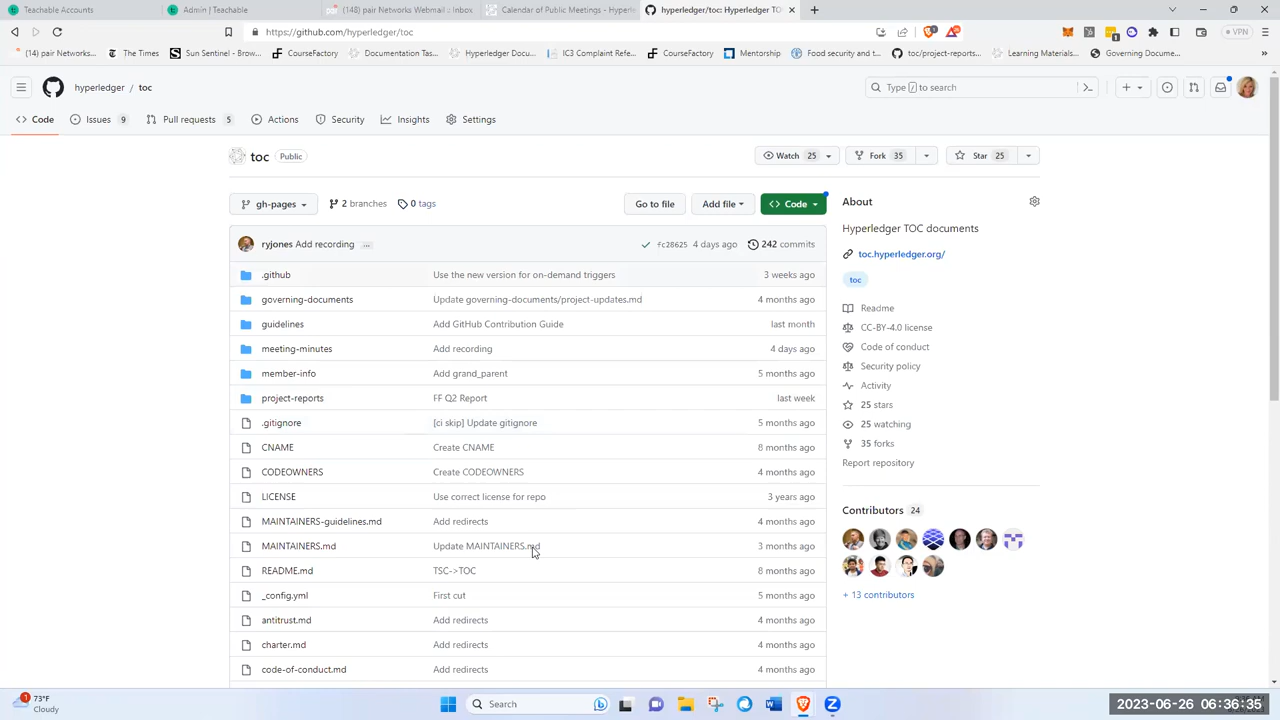 Teachable Accounts
Admin | Teachable
(148) pair Networks Webmail :: Inbox
Calendar of Public Meetings - Hyperle
hyperledger/toc: Hyperledger TO
https://github.com/hyperledger/toc
VPN
(14) pair Networks...
The Times
Sun Sentinel - Brow...
CourseFactory
Documentation Tas...
Hyperledger Docu...
IC3 Complaint Refe...
CourseFactory
Mentorship
Food security and t...
toc/project-reports...
Learning Materials...
Governing Docume...
hyperledger / toc
Type / to search
Code
Issues 9
Pull requests 5
Actions
Security
Insights
Settings
toc Public
Watch 25
Fork 35
Star 25
gh-pages
2 branches
0 tags
Go to file
Add file
Code
ryjones Add recording ...
fc28625 4 days ago 242 commits
.github Use the new version for on-demand triggers 3 weeks ago
governing-documents Update governing-documents/project-updates.md 4 months ago
guidelines Add GitHub Contribution Guide last month
meeting-minutes Add recording 4 days ago
member-info Add grand_parent 5 months ago
project-reports FF Q2 Report last week
.gitignore [ci skip] Update gitignore 5 months ago
CNAME Create CNAME 8 months ago
CODEOWNERS Create CODEOWNERS 4 months ago
LICENSE Use correct license for repo 3 years ago
MAINTAINERS-guidelines.md Add redirects 4 months ago
MAINTAINERS.md Update MAINTAINERS.md 3 months ago
README.md TSC->TOC 8 months ago
_config.yml First cut 5 months ago
antitrust.md Add redirects 4 months ago
charter.md Add redirects 4 months ago
code-of-conduct.md Add redirects 4 months ago
About
Hyperledger TOC documents
toc.hyperledger.org/
toc
Readme
CC-BY-4.0 license
Code of conduct
Security policy
Activity
25 stars
25 watching
35 forks
Report repository
Contributors 24
+ 13 contributors
1
73°F
Cloudy
Search
2023-06-26 06:36:35